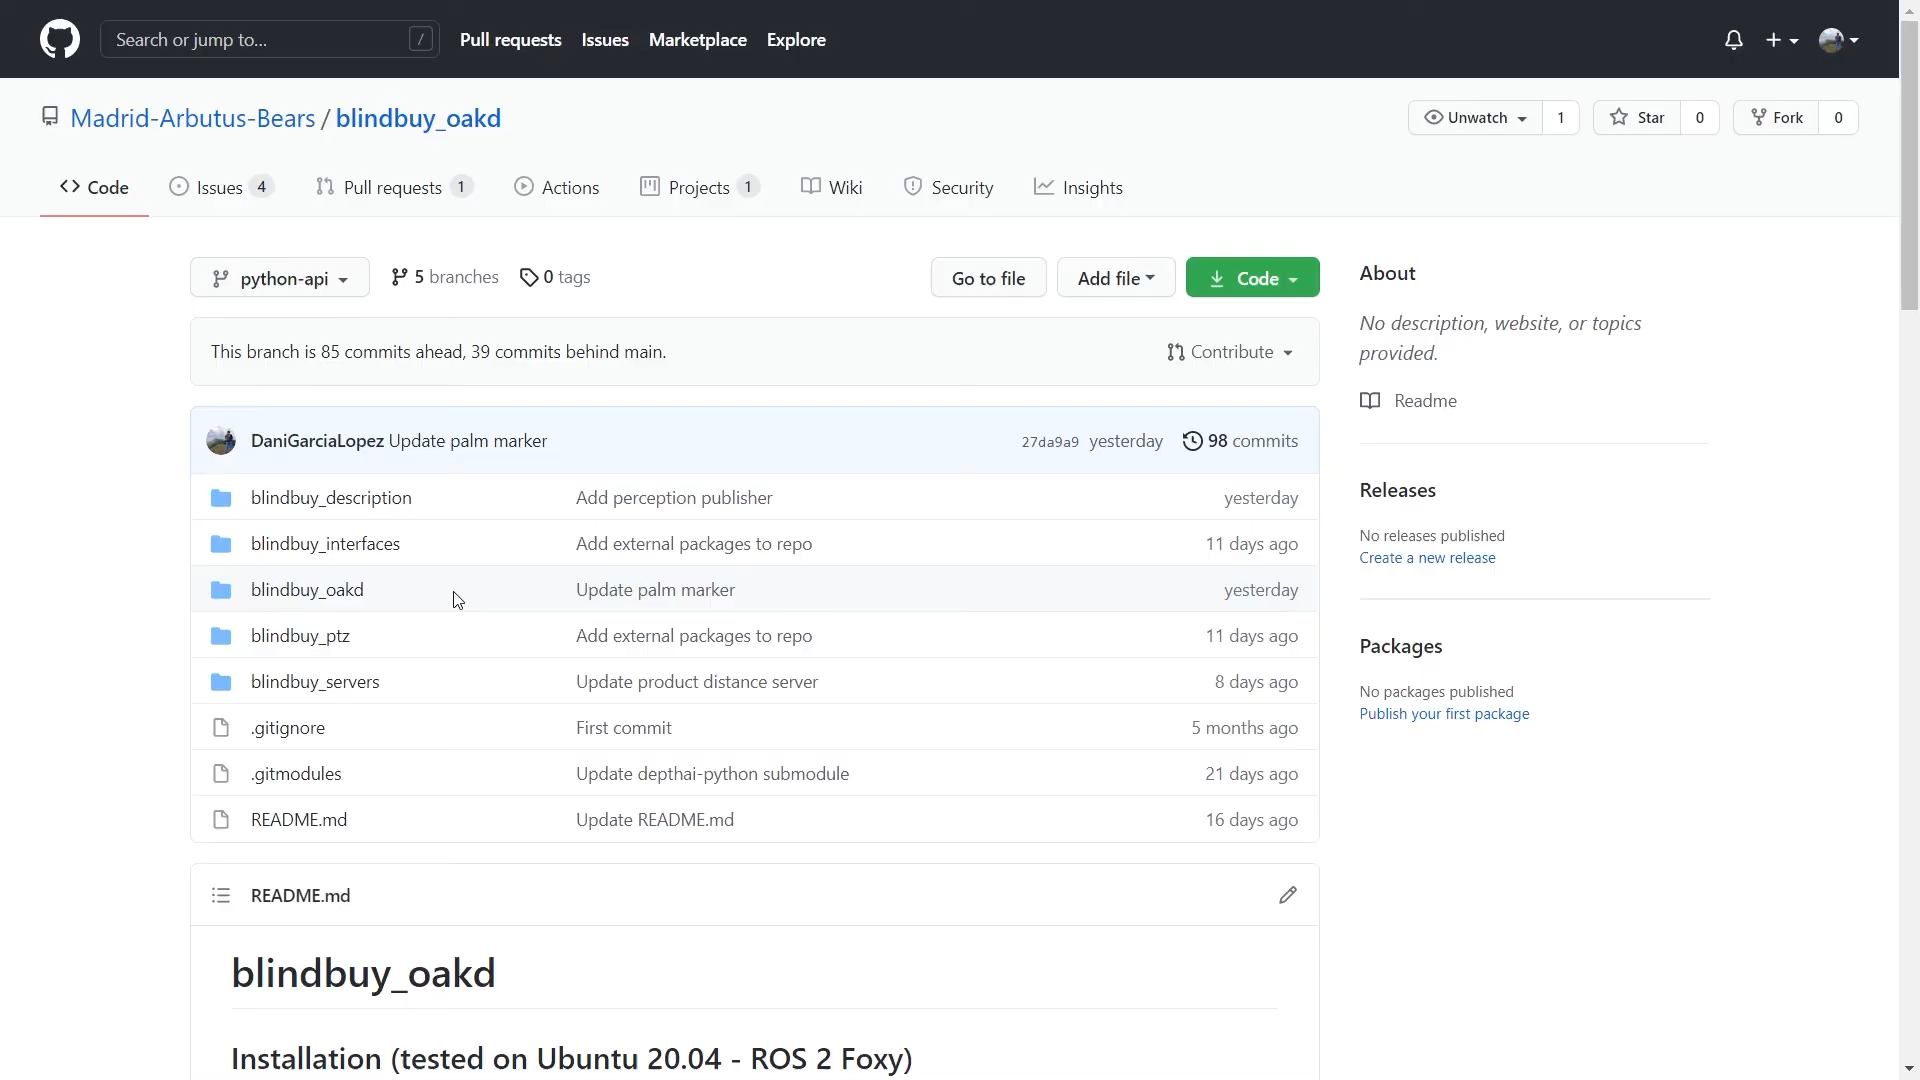 Search or jump to... /
Pull requests Issues Marketplace Explore
Madrid-Arbutus-Bears / blindbuy_oakd
Unwatch 1 Star 0 Fork 0
Code Issues 4 Pull requests 1 Actions Projects 1 Wiki Security Insights
python-api 5 branches 0 tags Go to file Add file Code
This branch is 85 commits ahead, 39 commits behind main. Contribute
DaniGarciaLopez Update palm marker 27da9a9 yesterday 98 commits
blindbuy_description Add perception publisher yesterday
blindbuy_interfaces Add external packages to repo 11 days ago
blindbuy_oakd Update palm marker yesterday
blindbuy_ptz Add external packages to repo 11 days ago
blindbuy_servers Update product distance server 8 days ago
.gitignore First commit 5 months ago
.gitmodules Update depthai-python submodule 21 days ago
README.md Update README.md 16 days ago
README.md
blindbuy_oakd
Installation (tested on Ubuntu 20.04 - ROS 2 Foxy)
About
No description, website, or topics
provided.
Readme
Releases
No releases published
Create a new release
Packages
No packages published
Publish your first package